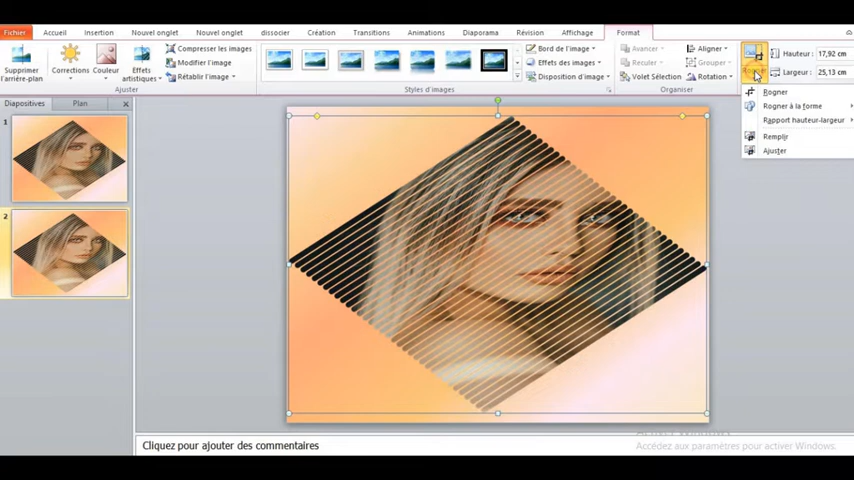 Fichier Accueil Insertion Nouvel onglet Nouvel onglet dissocier Création Transitions Animations Diaporama Révision Affichage Format
Supprimer l'arrière-plan
Corrections
Couleur
Effets artistiques
Compresser les images
Modifier l'image
Rétablir l'image
Ajuster
Styles d'images
Bord de l'image
Effets des images
Disposition d'image
Avancer
Reculer
Volet Sélection
Aligner
Grouper
Rotation
Organiser
Hauteur : 17,92 cm
Largeur : 25,13 cm
Rogner
Rogner à la forme
Rapport hauteur-largeur
Remplir
Ajuster
Diapositives Plan
1
2
Cliquez pour ajouter des commentaires
Accédez aux paramètres pour activer Windows.